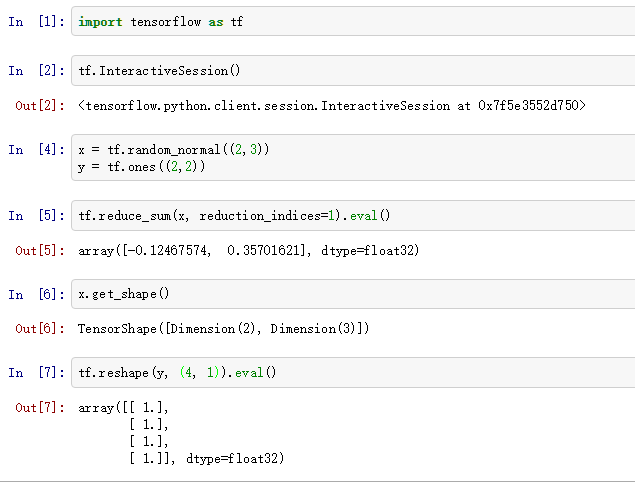 In [1]: import tensorflow as tf
In [2]: tf.InteractiveSession()
Out[2]: <tensorflow.python.client.session.InteractiveSession at 0x7f5e3552d750>
In [4]: x = tf.random_normal((2,3))
y = tf.ones((2,2))
In [5]: tf.reduce_sum(x, reduction_indices=1).eval()
Out[5]: array([-0.12467574,  0.35701621], dtype=float32)
In [6]: x.get_shape()
Out[6]: TensorShape([Dimension(2), Dimension(3)])
In [7]: tf.reshape(y, (4, 1)).eval()
Out[7]: array([[ 1.],
[ 1.],
[ 1.],
[ 1.]], dtype=float32)